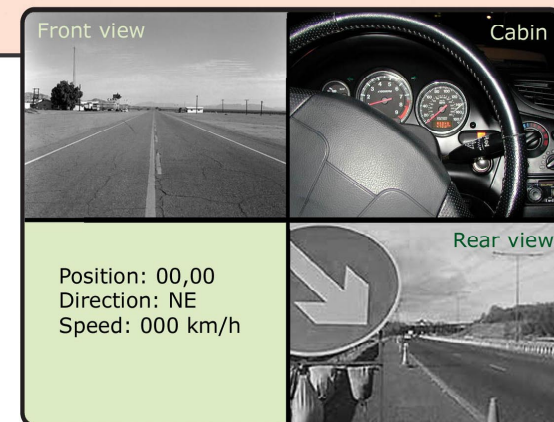 Front view
Cabin
Position: 00,00
Direction: NE
Speed: 000 km/h
Rear view